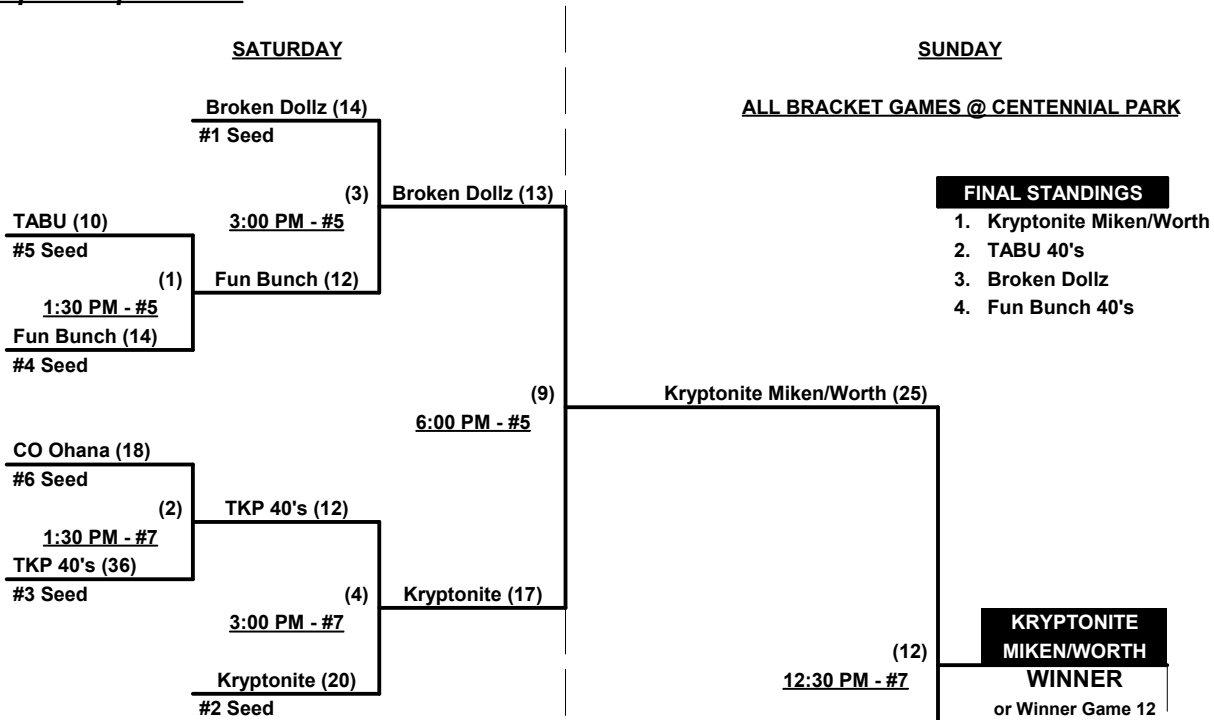 SATURDAY
SUNDAY
Broken Dollz (14)
ALL BRACKET GAMES @ CENTENNIAL PARK
#1 Seed
(3)
Broken Dollz (13)
FINAL STANDINGS
TABU (10)
3:00 PM - #5
1. Kryptonite Miken/Worth
#5 Seed
2. TABU 40's
(1)
Fun Bunch (12)
3. Broken Dollz
1:30 PM - #5
4. Fun Bunch 40's
Fun Bunch (14)
#4 Seed
(9)
Kryptonite Miken/Worth (25)
6:00 PM - #5
CO Ohana (18)
#6 Seed
(2)
TKP 40's (12)
1:30 PM - #7
TKP 40's (36)
#3 Seed
(4)
Kryptonite (17)
3:00 PM - #7
KRYPTONITE
(12)
MIKEN/WORTH
Kryptonite (20)
12:30 PM - #7
WINNER
#2 Seed
or Winner Game 12